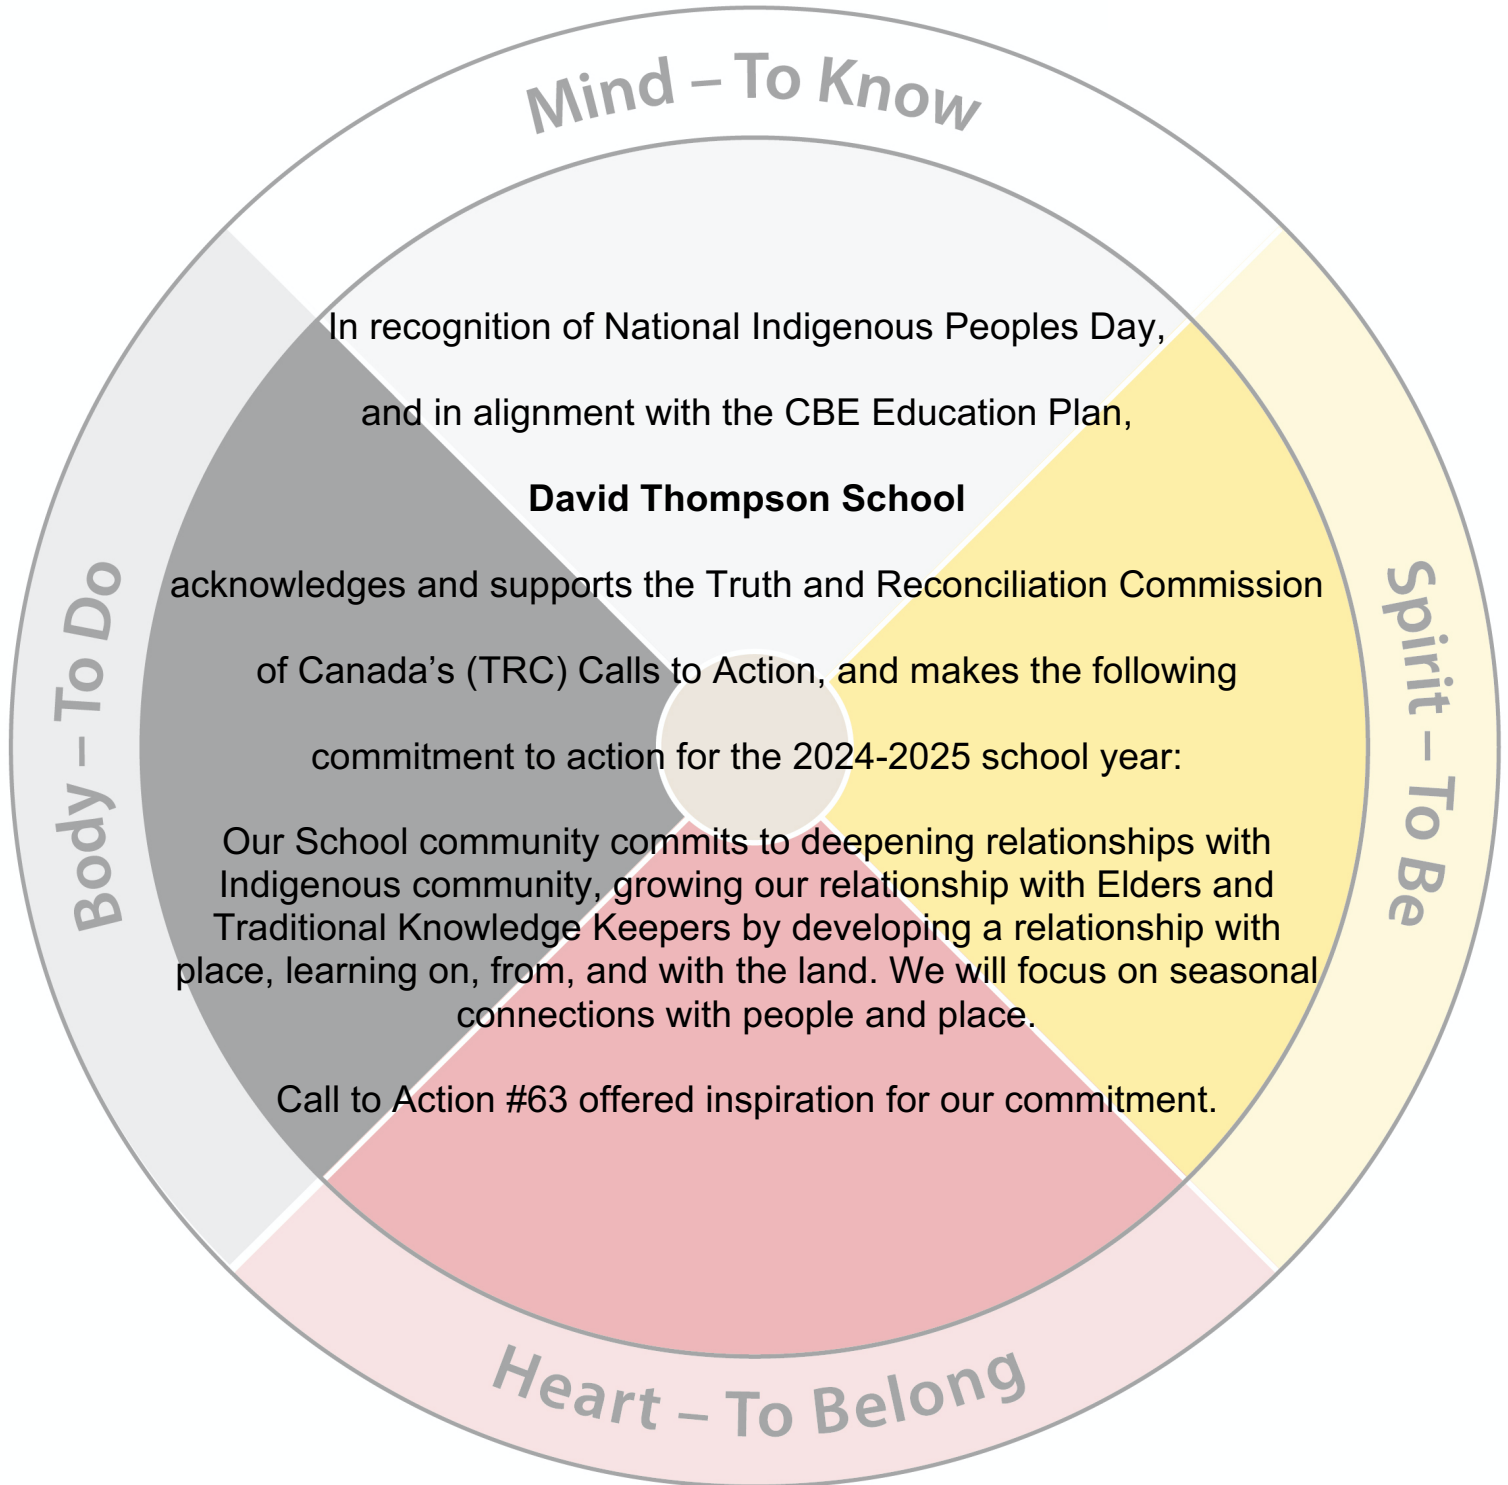 Mind – To Know
In recognition of National Indigenous Peoples Day,
and in alignment with the CBE Education Plan,
David Thompson School
acknowledges and supports the Truth and Reconciliation Commission
of Canada’s (TRC) Calls to Action, and makes the following
commitment to action for the 2024-2025 school year:
Our School community commits to deepening relationships with
Indigenous community, growing our relationship with Elders and
Traditional Knowledge Keepers by developing a relationship with
place, learning on, from, and with the land. We will focus on seasonal
connections with people and place.
Call to Action #63 offered inspiration for our commitment.
Body – To Do
Spirit – To Be
Heart – To Belong